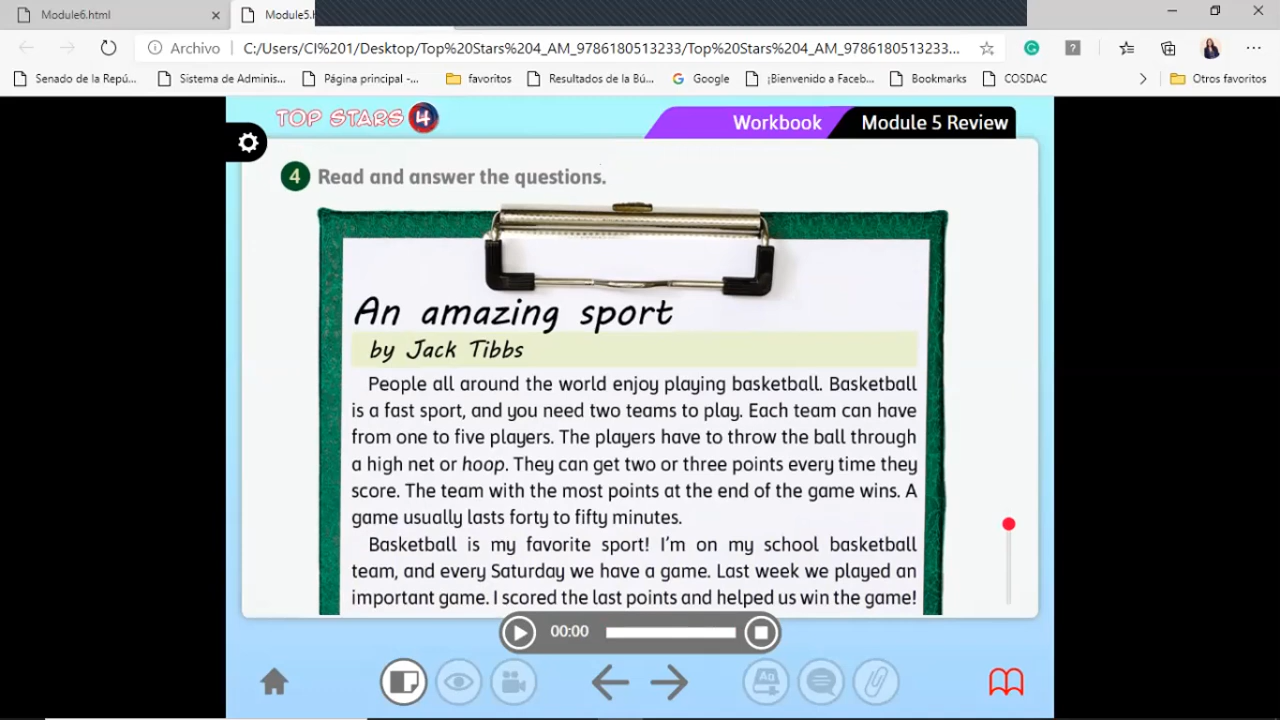 Module6.html
Module5.h
Archivo
C:/Users/CI%201/Desktop/Top%20Stars%204_AM_9786180513233/Top%20Stars%204_AM_9786180513233...
Senado de la Repú...
Sistema de Adminis...
Página principal -...
favoritos
Resultados de la Bú...
Google
¡Bienvenido a Faceb...
Bookmarks
COSDAC
Otros favoritos
TOP STARS 4
Workbook
Module 5 Review
4 Read and answer the questions.
An amazing sport
by Jack Tibbs
People all around the world enjoy playing basketball. Basketball
is a fast sport, and you need two teams to play. Each team can have
from one to five players. The players have to throw the ball through
a high net or hoop. They can get two or three points every time they
score. The team with the most points at the end of the game wins. A
game usually lasts forty to fifty minutes.
Basketball is my favorite sport! I'm on my school basketball
team, and every Saturday we have a game. Last week we played an
important game. I scored the last points and helped us win the game!
00:00